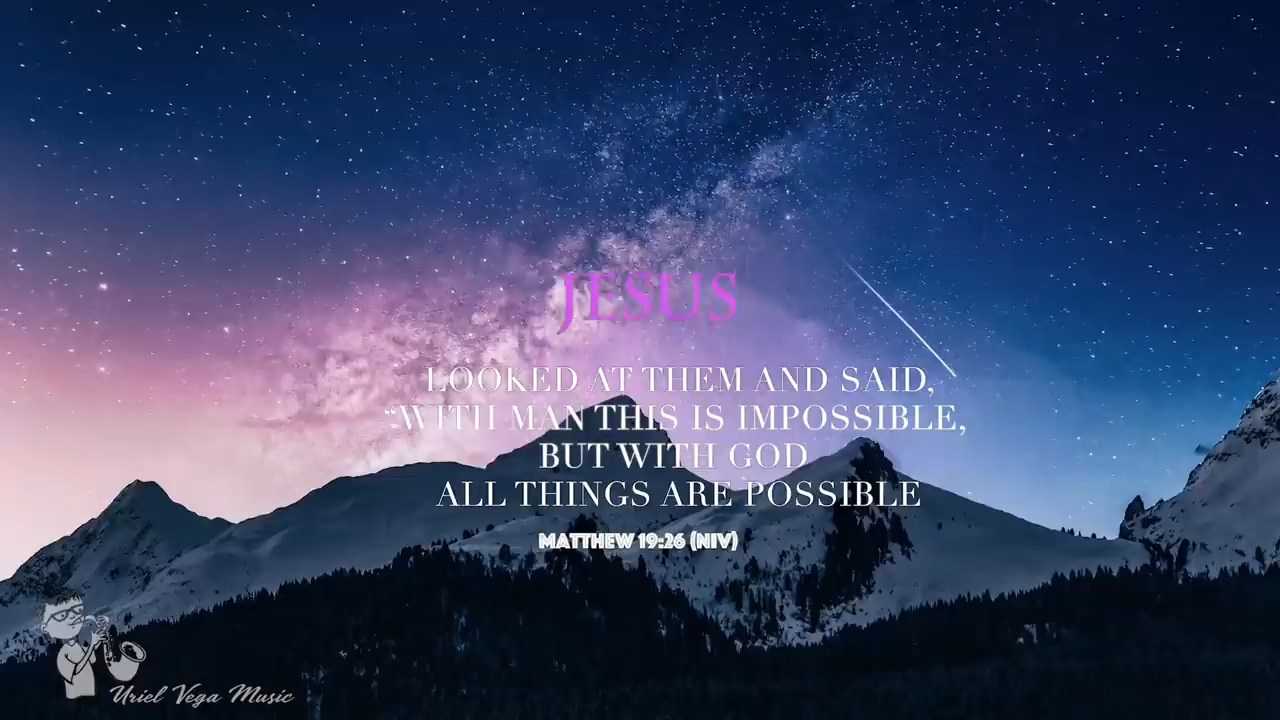 JESUS
LOOKED AT THEM AND SAID,
“WITH MAN THIS IS IMPOSSIBLE,
BUT WITH GOD
ALL THINGS ARE POSSIBLE
MATTHEW 19:26 (NIV)
Uriel Vega Music